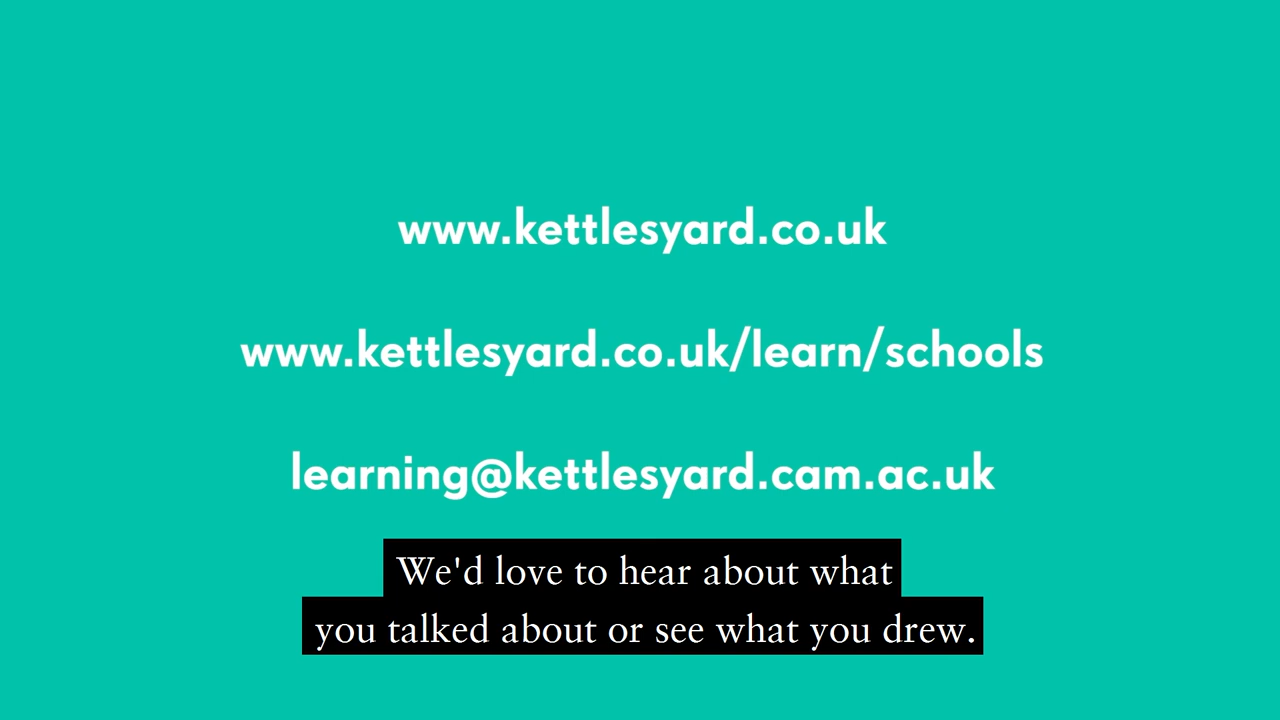 www.kettlesyard.co.uk
www.kettlesyard.co.uk/learn/schools
learning@kettlesyard.cam.ac.uk
We'd love to hear about what
you talked about or see what you drew.